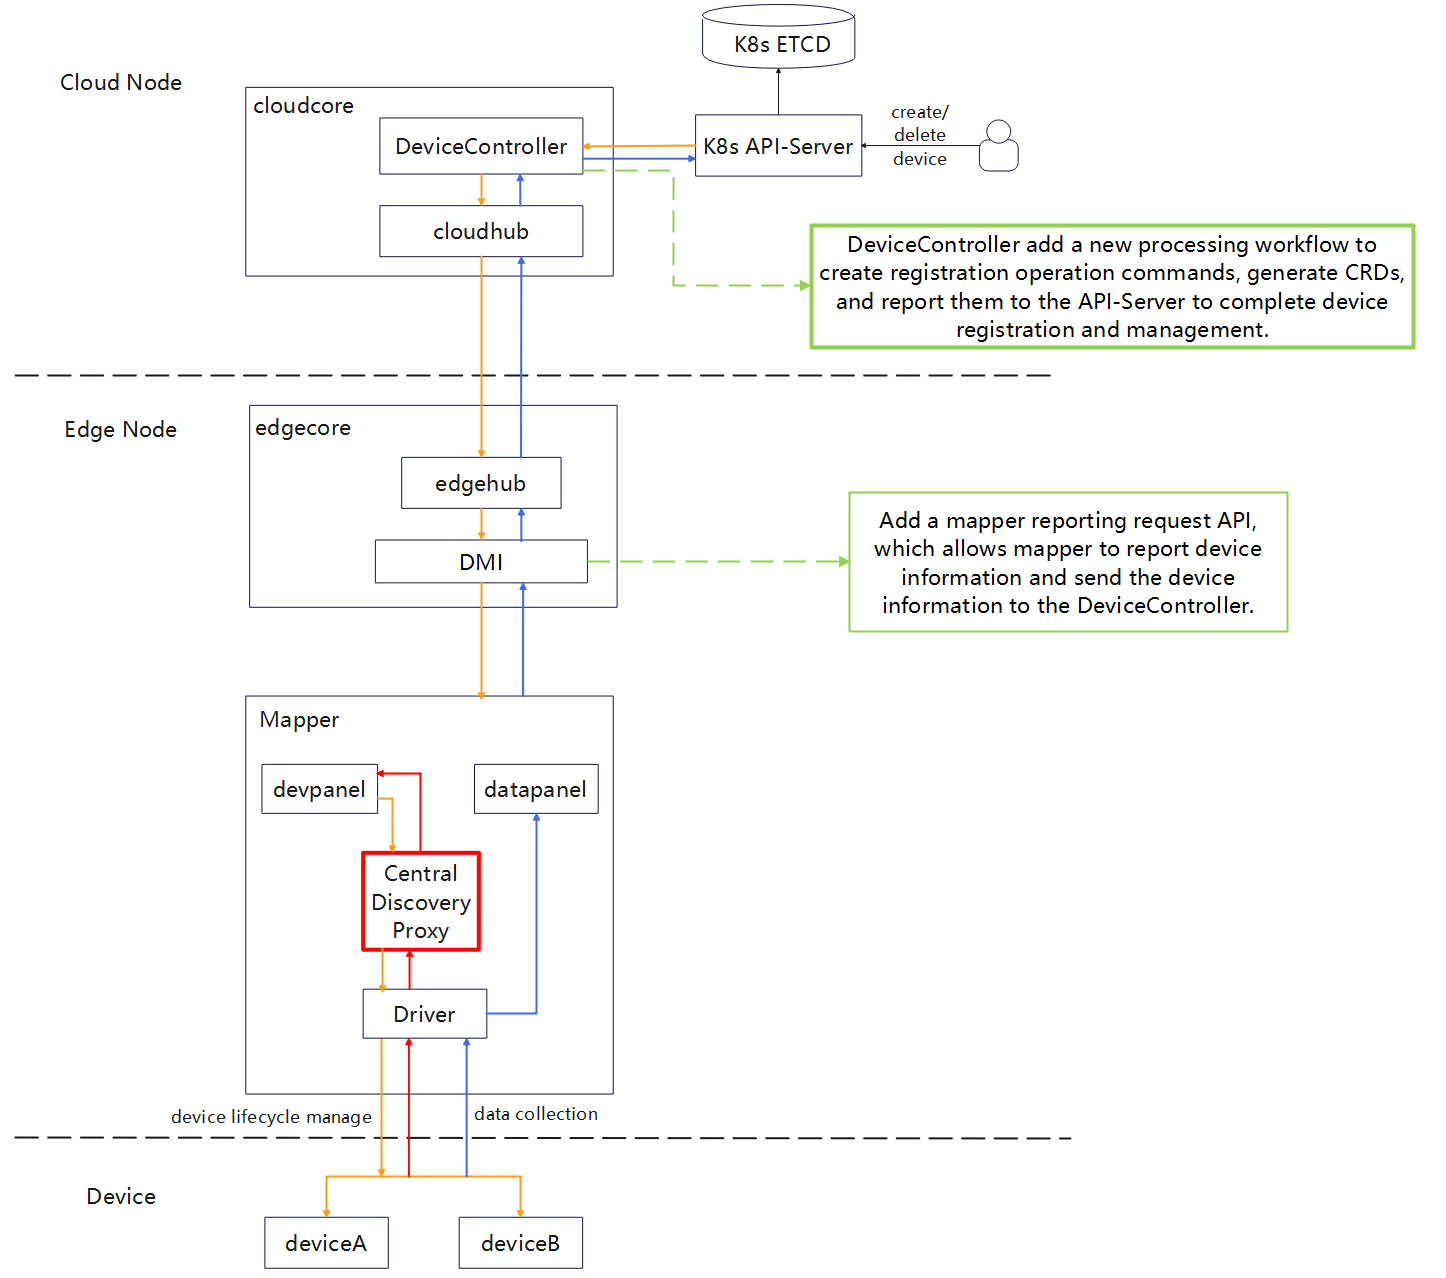 K8s ETCD
Cloud Node
cloudcore
DeviceController
K8s API-Server
create/
delete
device
cloudhub
DeviceController add a new processing workflow to
create registration operation commands, generate CRDs,
and report them to the API-Server to complete device
registration and management.
Edge Node
edgecore
edgehub
DMI
Add a mapper reporting request API,
which allows mapper to report device
information and send the device
information to the DeviceController.
Mapper
devpanel
datapanel
Central
Discovery
Proxy
Driver
device lifecycle manage
data collection
Device
deviceA
deviceB